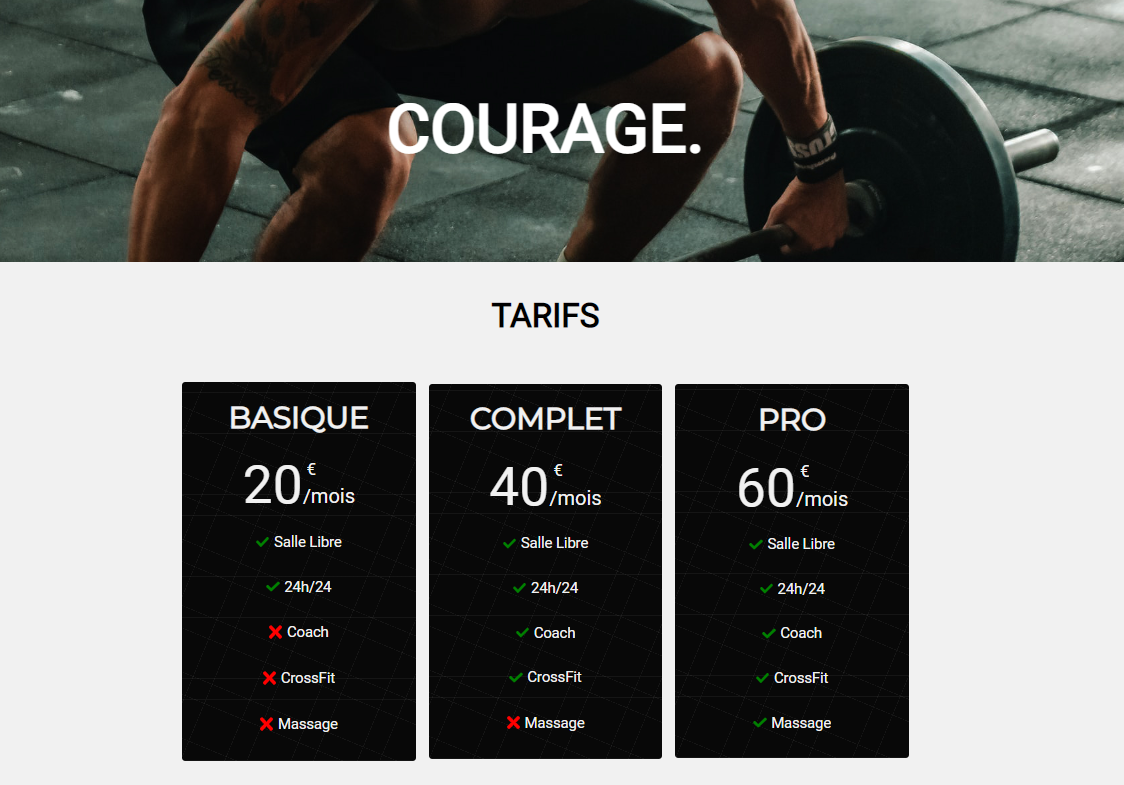 COURAGE.
TARIFS
BASIQUE
20€/mois
Salle Libre
24h/24
Coach
CrossFit
Massage
COMPLET
40€/mois
Salle Libre
24h/24
Coach
CrossFit
Massage
PRO
60€/mois
Salle Libre
24h/24
Coach
CrossFit
Massage